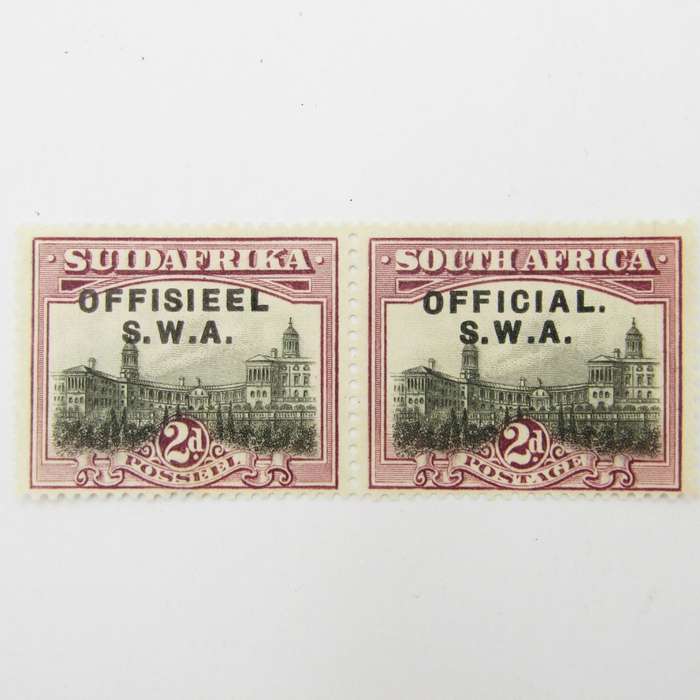 SUIDAFRIKA
OFFISIEEL
S.W.A.
2d
POSSEEL
SOUTH AFRICA
OFFICIAL.
S.W.A.
2d
POSTAGE